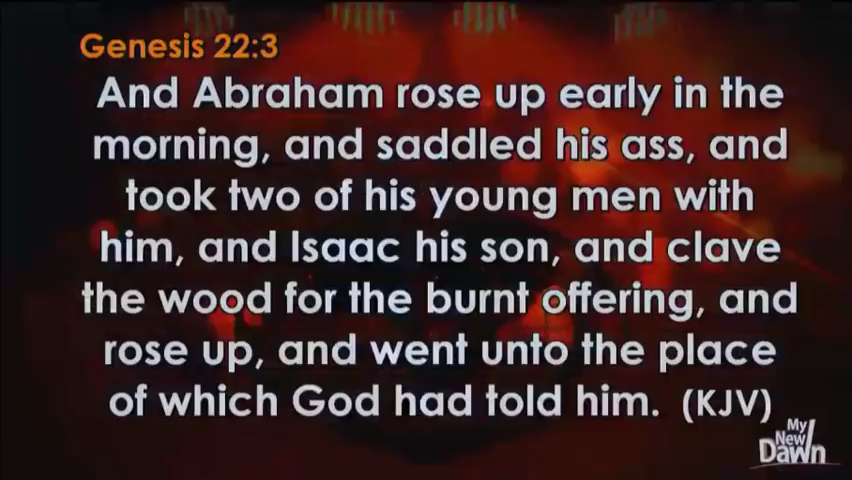 Genesis 22:3
And Abraham rose up early in the
morning, and saddled his ass, and
took two of his young men with
him, and Isaac his son, and clave
the wood for the burnt offering, and
rose up, and went unto the place
of which God had told him. (KJV)
My
New
Dawn